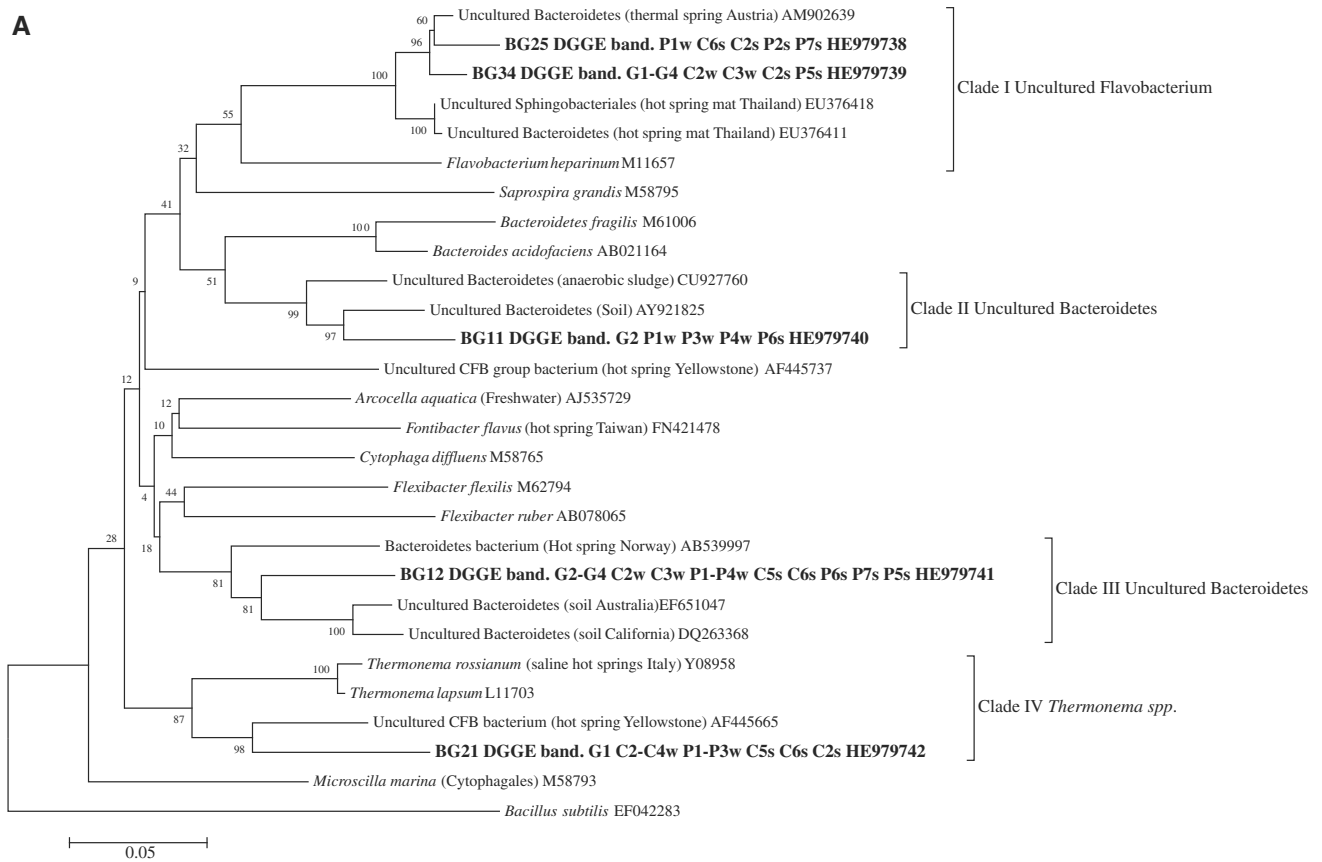 A
Uncultured Bacteroidetes (thermal spring Austria) AM902639
60
BG25 DGGE band. P1w C6s C2s P2s P7s HE979738
96
BG34 DGGE band. G1-G4 C2w C3w C2s P5s HE979739
100
Clade I Uncultured Flavobacterium
Uncultured Sphingobacteriales (hot spring mat Thailand) EU376418
100
Uncultured Bacteroidetes (hot spring mat Thailand) EU376411
55
Flavobacterium heparinum M11657
32
Saprospira grandis M58795
41
Bacteroidetes fragilis M61006
100
Bacteroides acidofaciens AB021164
51
Uncultured Bacteroidetes (anaerobic sludge) CU927760
9
99
Uncultured Bacteroidetes (Soil) AY921825
Clade II Uncultured Bacteroidetes
97
BG11 DGGE band. G2 P1w P3w P4w P6s HE979740
Uncultured CFB group bacterium (hot spring Yellowstone) AF445737
12
Arcocella aquatica (Freshwater) AJ535729
12
Fontibacter flavus (hot spring Taiwan) FN421478
10
Cytophaga diffluens M58765
4
44
Flexibacter flexilis M62794
Flexibacter ruber AB078065
28
18
Bacteroidetes bacterium (Hot spring Norway) AB539997
81
BG12 DGGE band. G2-G4 C2w C3w P1-P4w C5s C6s P6s P7s P5s HE979741
Clade III Uncultured Bacteroidetes
81
Uncultured Bacteroidetes (soil Australia)EF651047
100
Uncultured Bacteroidetes (soil California) DQ263368
100
Thermonema rossianum (saline hot springs Italy) Y08958
Thermonema lapsum L11703
Clade IV Thermonema spp.
87
Uncultured CFB bacterium (hot spring Yellowstone) AF445665
98
BG21 DGGE band. G1 C2-C4w P1-P3w C5s C6s C2s HE979742
Microscilla marina (Cytophagales) M58793
Bacillus subtilis EF042283
0.05